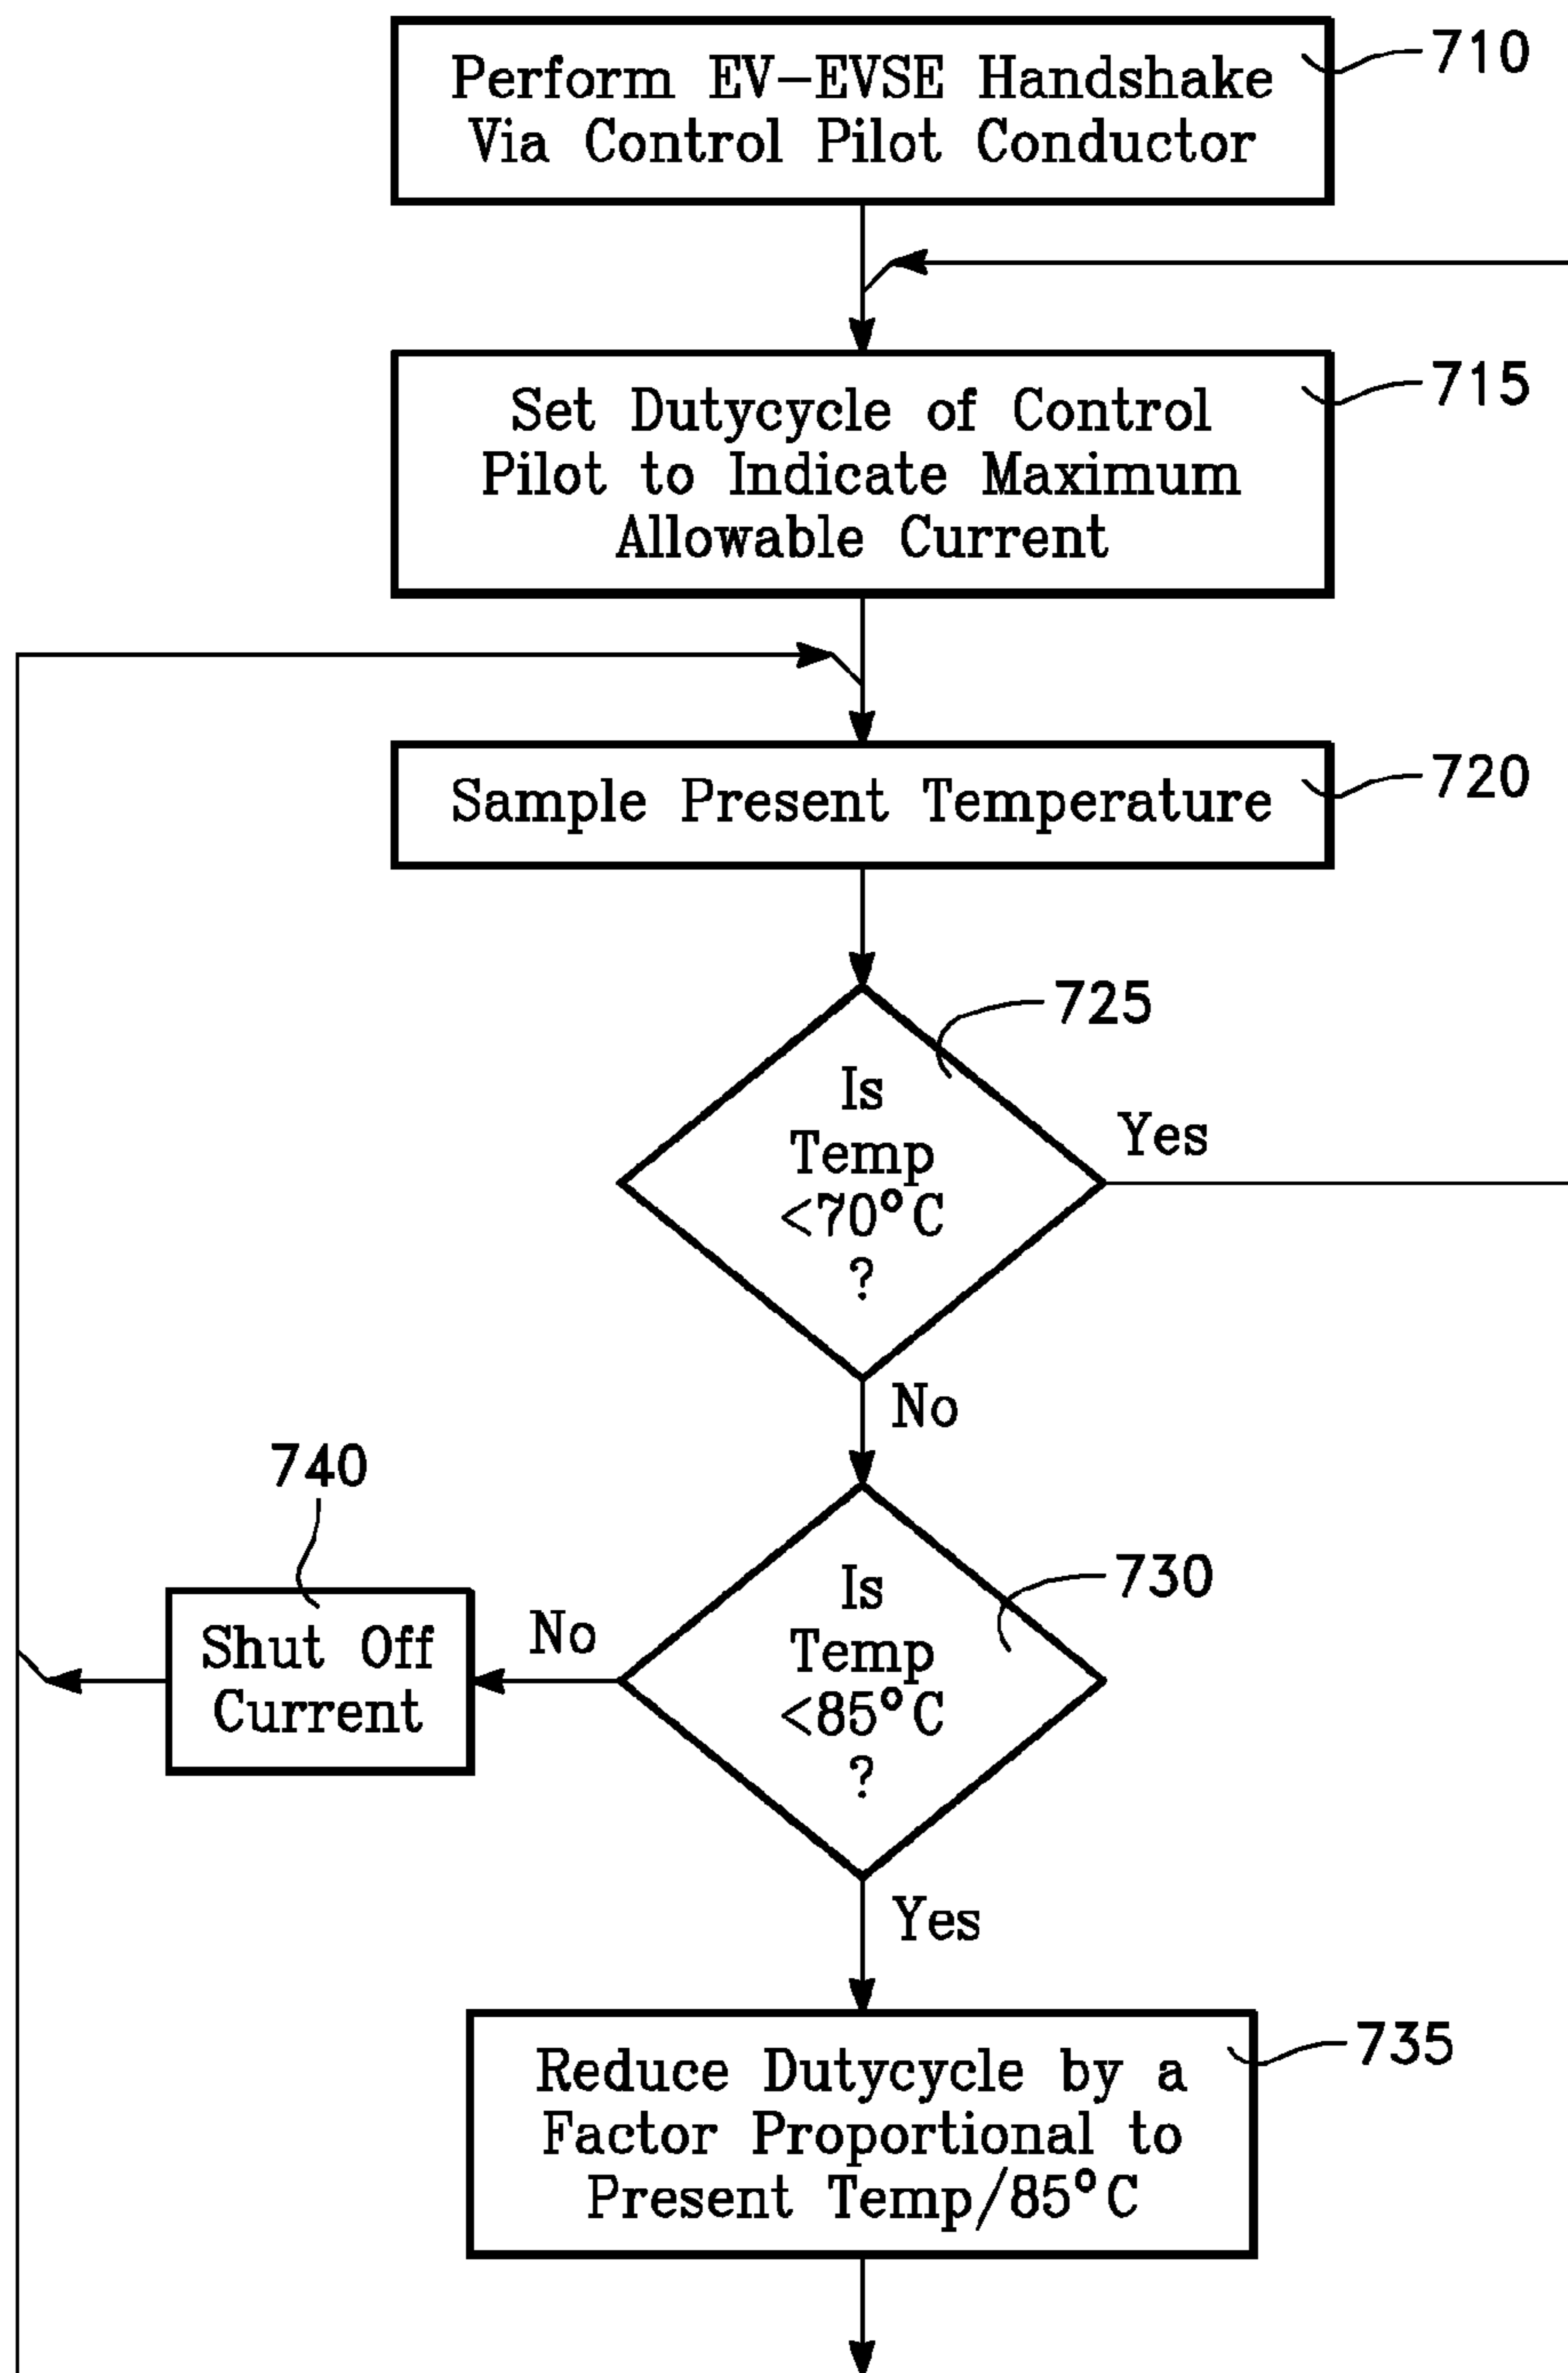 Perform EV-EVSE Handshake
Via Control Pilot Conductor
710
Set Dutycycle of Control
Pilot to Indicate Maximum
Allowable Current
715
Sample Present Temperature
720
725
Is
Temp
<70°C
?
Yes
No
740
Shut Off
Current
No
730
Is
Temp
<85°C
?
Yes
735
Reduce Dutycycle by a
Factor Proportional to
Present Temp/85°C